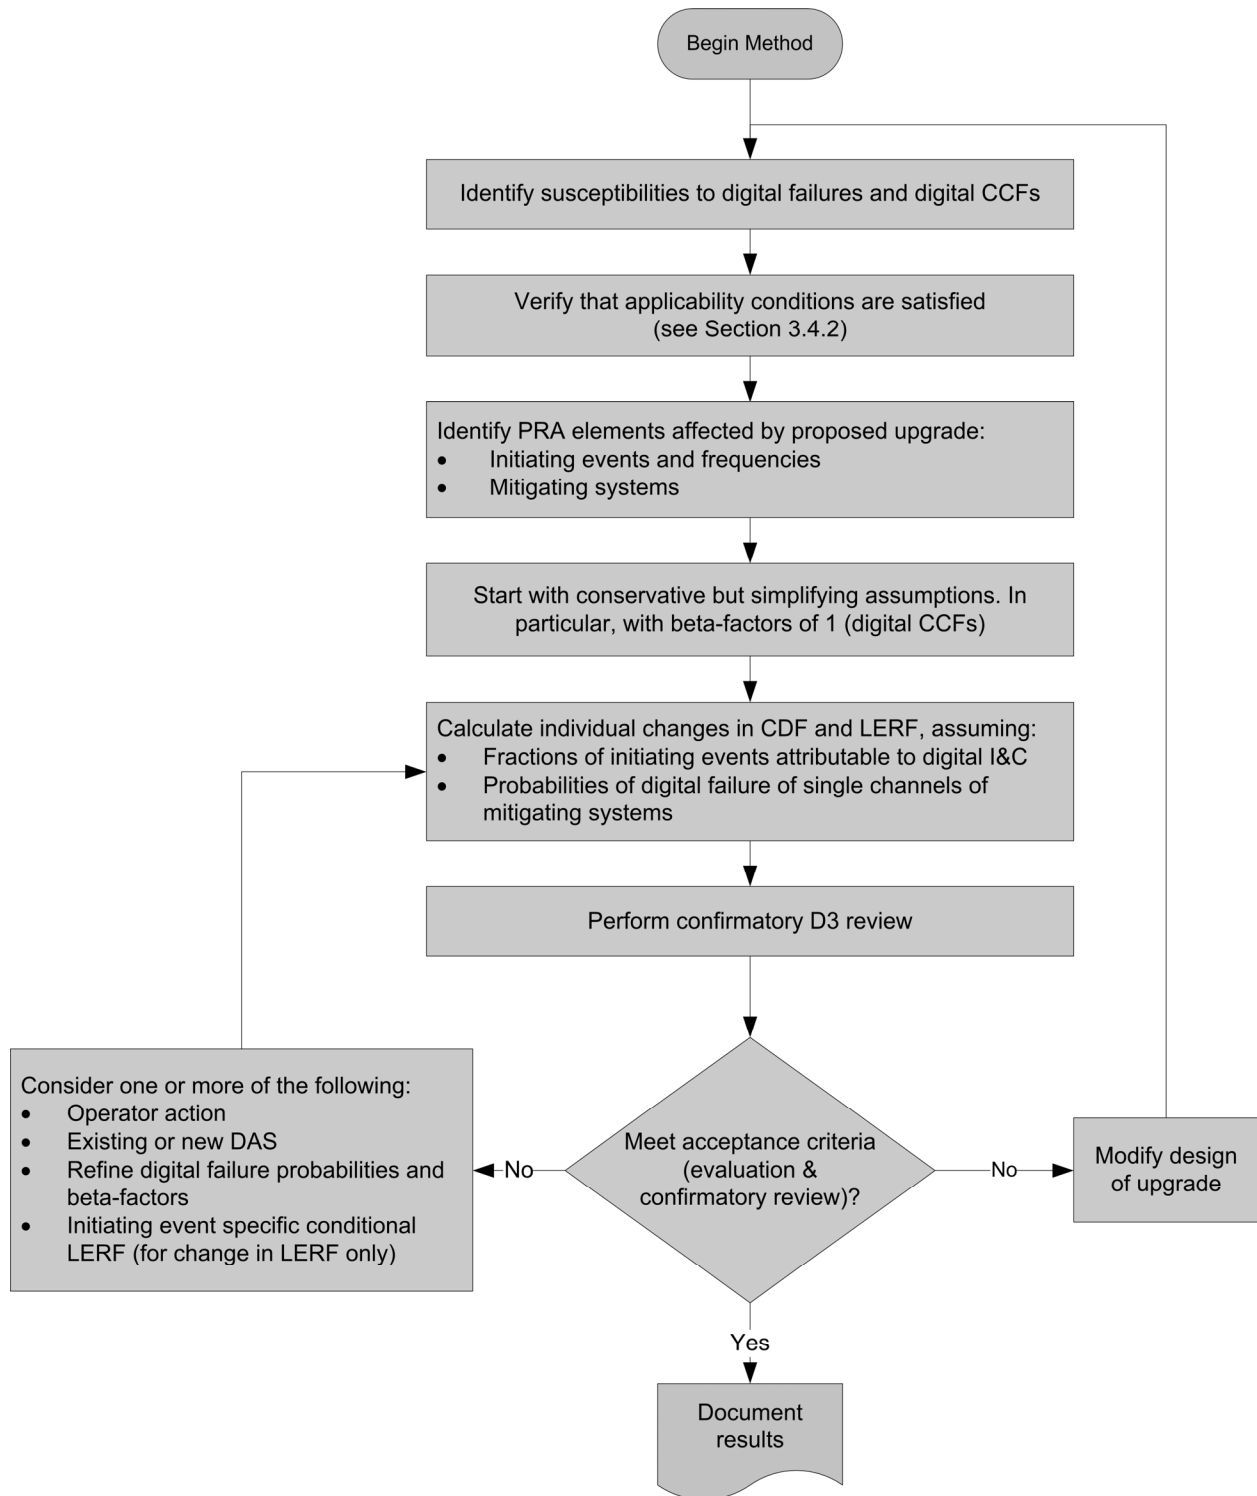 Begin Method
Identify susceptibilities to digital failures and digital CCFs
Verify that applicability conditions are satisfied
(see Section 3.4.2)
Identify PRA elements affected by proposed upgrade:
• Initiating events and frequencies
• Mitigating systems
Start with conservative but simplifying assumptions. In
particular, with beta-factors of 1 (digital CCFs)
Calculate individual changes in CDF and LERF, assuming:
• Fractions of initiating events attributable to digital I&C
• Probabilities of digital failure of single channels of
mitigating systems
Perform confirmatory D3 review
Meet acceptance criteria
(evaluation &
confirmatory review)?
No
Consider one or more of the following:
• Operator action
• Existing or new DAS
• Refine digital failure probabilities and
beta-factors
• Initiating event specific conditional
LERF (for change in LERF only)
No
Modify design
of upgrade
Yes
Document
results